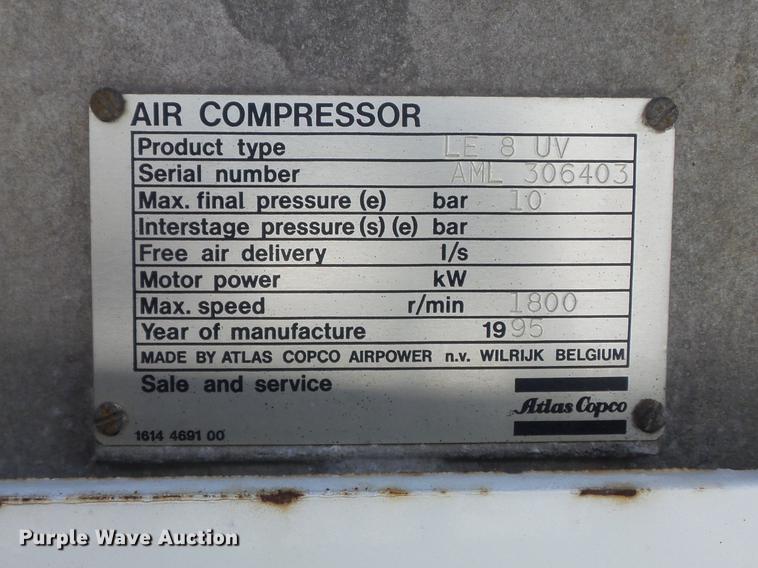 AIR COMPRESSOR
Product type LE 8 UV
Serial number AML 306403
Max. final pressure (e) bar 10
Interstage pressure (s) (e) bar
Free air delivery l/s
Motor power kW
Max. speed r/min 1800
Year of manufacture 1995
MADE BY ATLAS COPCO AIRPOWER n.v. WILRIJK BELGIUM
Sale and service
Atlas Copco
1614 4691 00
Purple Wave Auction